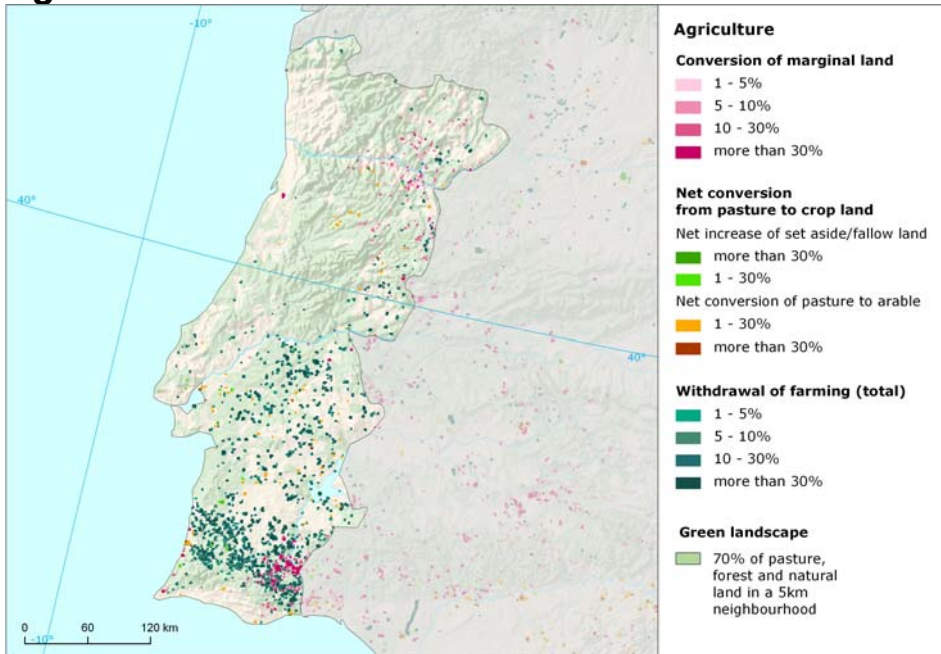 -10°
40°
40°
-10°
0 60 120 km
Agriculture
Conversion of marginal land
1 - 5%
5 - 10%
10 - 30%
more than 30%
Net conversion
from pasture to crop land
Net increase of set aside/fallow land
more than 30%
1 - 30%
Net conversion of pasture to arable
1 - 30%
more than 30%
Withdrawal of farming (total)
1 - 5%
5 - 10%
10 - 30%
more than 30%
Green landscape
70% of pasture,
forest and natural
land in a 5km
neighbourhood